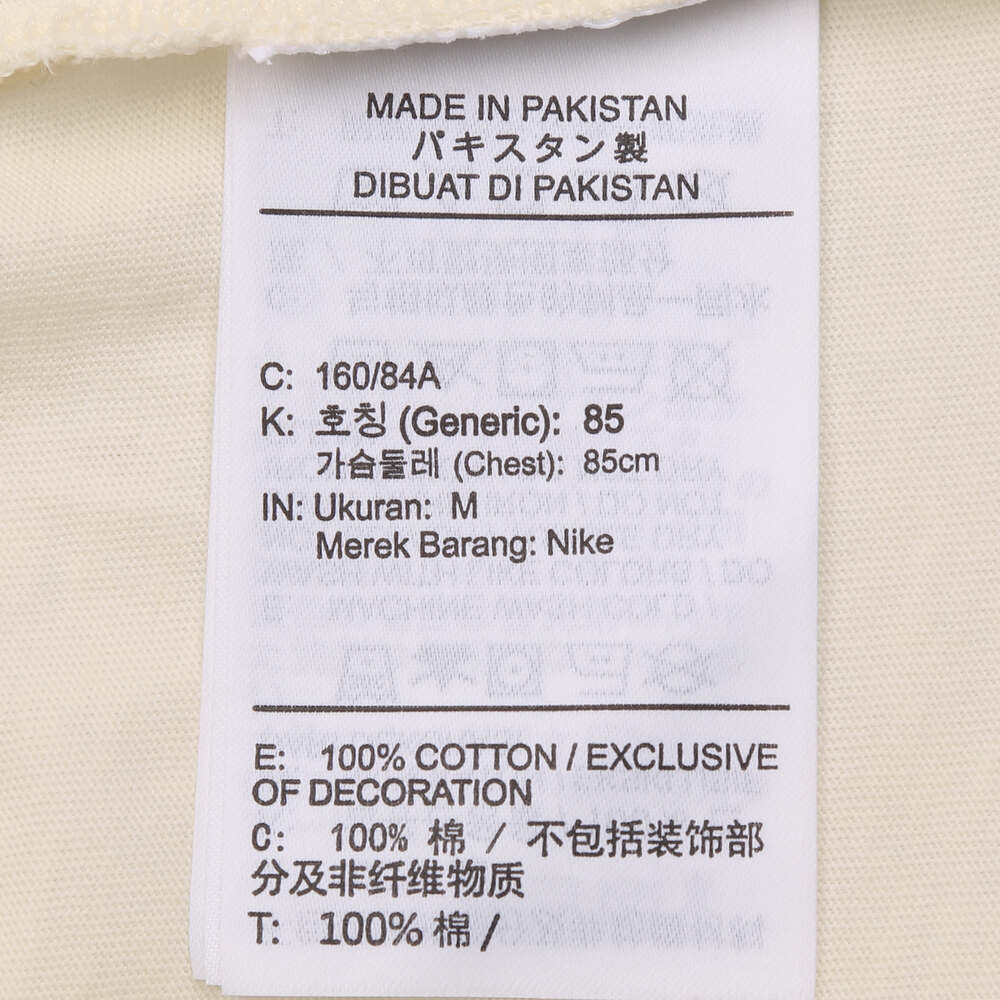 MADE IN PAKISTAN
パキスタン製
DIBUAT DI PAKISTAN
C: 160/84A
K: 호칭 (Generic): 85
가슴둘레 (Chest): 85cm
IN: Ukuran: M
Merek Barang: Nike
E: 100% COTTON / EXCLUSIVE
OF DECORATION
C: 100% 棉 / 不包括装饰部
分及非纤维物质
T: 100% 棉 /